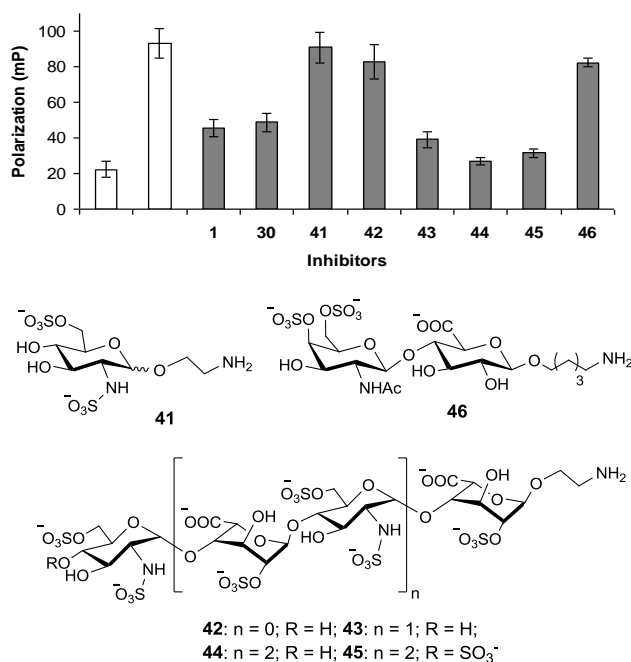 100
80
60
40
20
0
Polarization (mP)
1 30 41 42 43 44 45 46
Inhibitors
⁻O₃SO
HO
HO
NH
⁻O₃S
O
O
NH₂
41
⁻O₃SO
⁻O₃SO
HO
O
NHAc
O
⁻OOC
HO
O
OH
O
( )₃
NH₂
46
⁻O₃SO
RO
HO
O
NH
⁻O₃S
O
⁻OOC
OH
O
⁻O₃SO
O
⁻O₃SO
HO
O
NH
⁻O₃S
n
O
⁻OOC
OH
O
O
NH₂
OSO₃⁻
42: n = 0; R = H; 43: n = 1; R = H;
44: n = 2; R = H; 45: n = 2; R = SO₃⁻